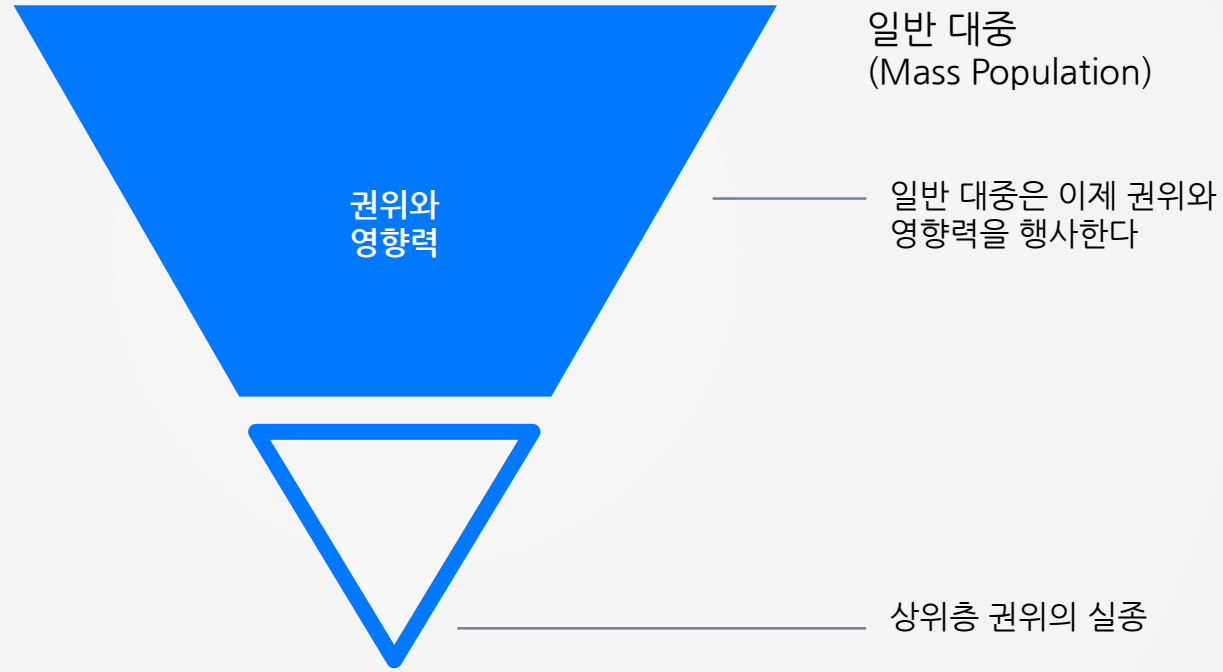 일반 대중
(Mass Population)
권위와
영향력
일반 대중은 이제 권위와
영향력을 행사한다
상위층 권위의 실종